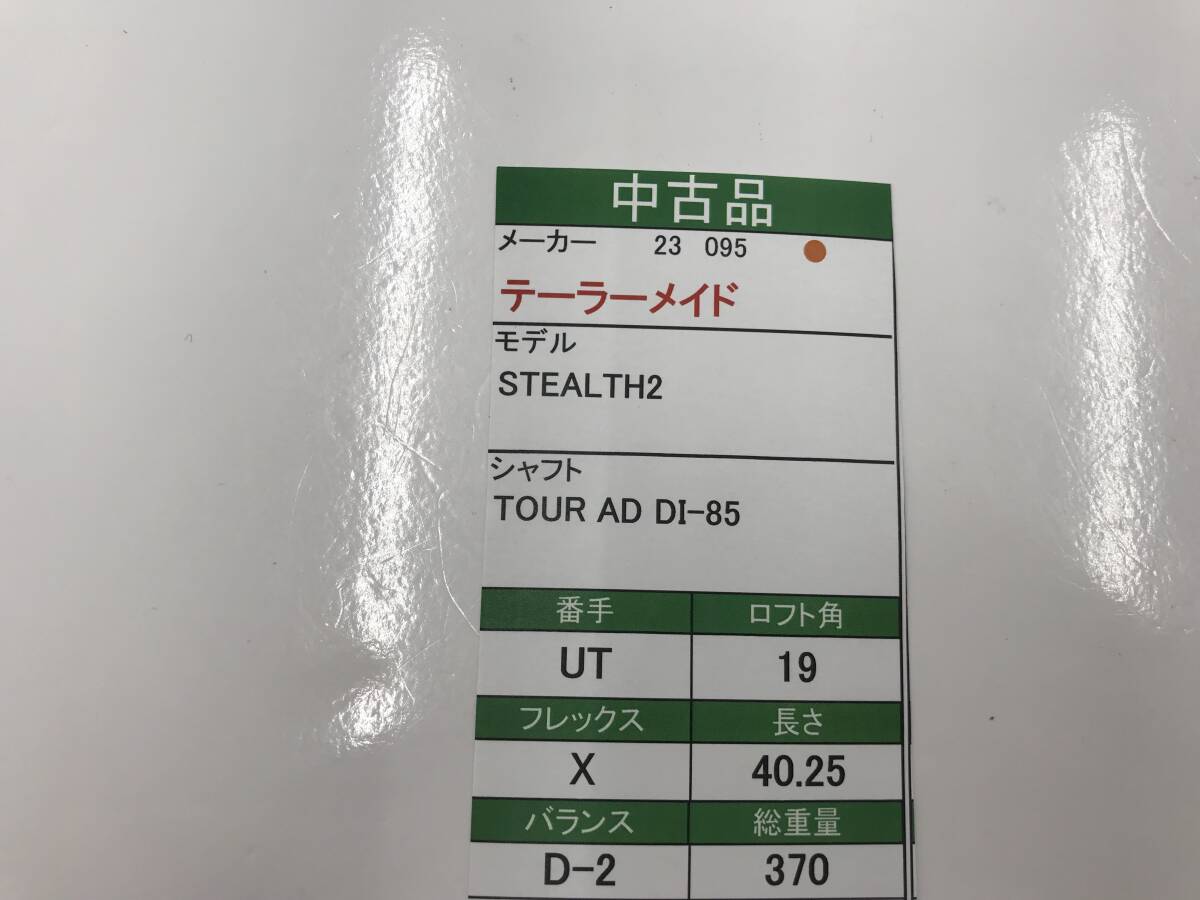 中古品
メーカー 23 095
テーラーメイド
モデル
STEALTH2
シャフト
TOUR AD DI-85
番手 ロフト角
UT 19
フレックス 長さ
X 40.25
バランス 総重量
D-2 370